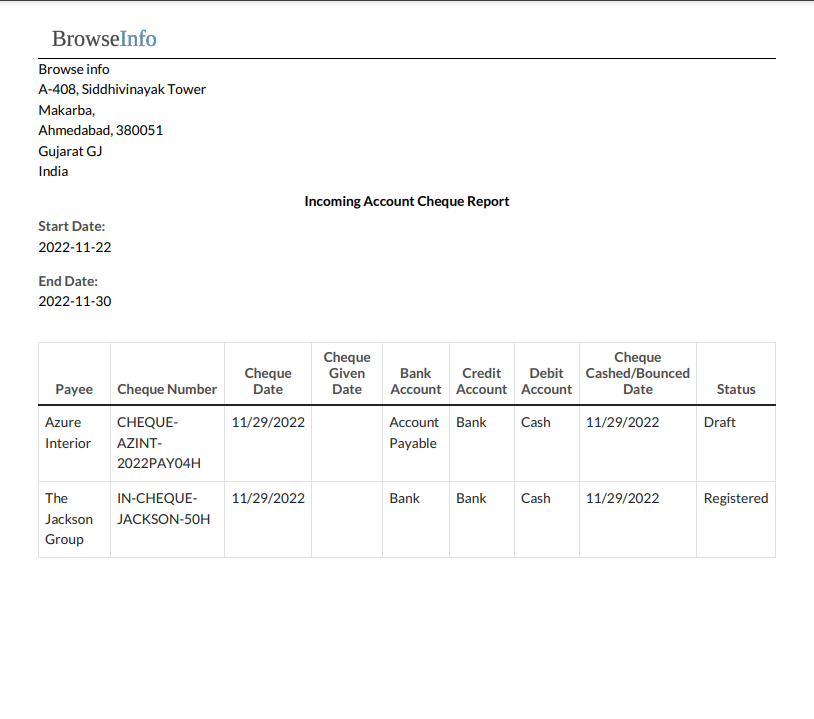 BrowseInfo
Browse info
A-408, Siddhivinayak Tower
Makarba,
Ahmedabad, 380051
Gujarat GJ
India
Incoming Account Cheque Report
Start Date:
2022-11-22
End Date:
2022-11-30
Payee Cheque Number Cheque Date Cheque Given Date Bank Account Credit Account Debit Account Cheque Cashed/Bounced Date Status
Azure Interior CHEQUE-AZINT-2022PAY04H 11/29/2022 Account Payable Bank Cash 11/29/2022 Draft
The Jackson Group IN-CHEQUE-JACKSON-50H 11/29/2022 Bank Bank Cash 11/29/2022 Registered